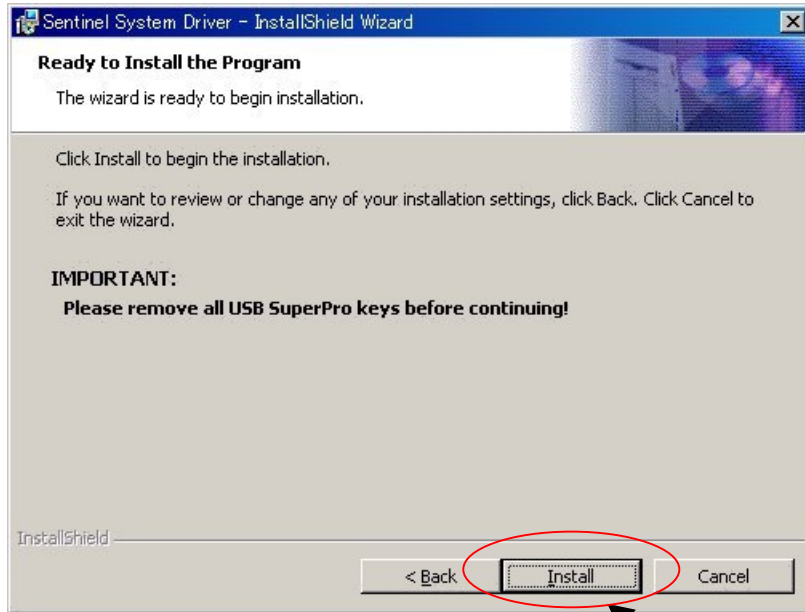 Sentinel System Driver - InstallShield Wizard
Ready to Install the Program
The wizard is ready to begin installation.
Click Install to begin the installation.
If you want to review or change any of your installation settings, click Back. Click Cancel to
exit the wizard.
IMPORTANT:
Please remove all USB SuperPro keys before continuing!
InstallShield
< Back Install Cancel